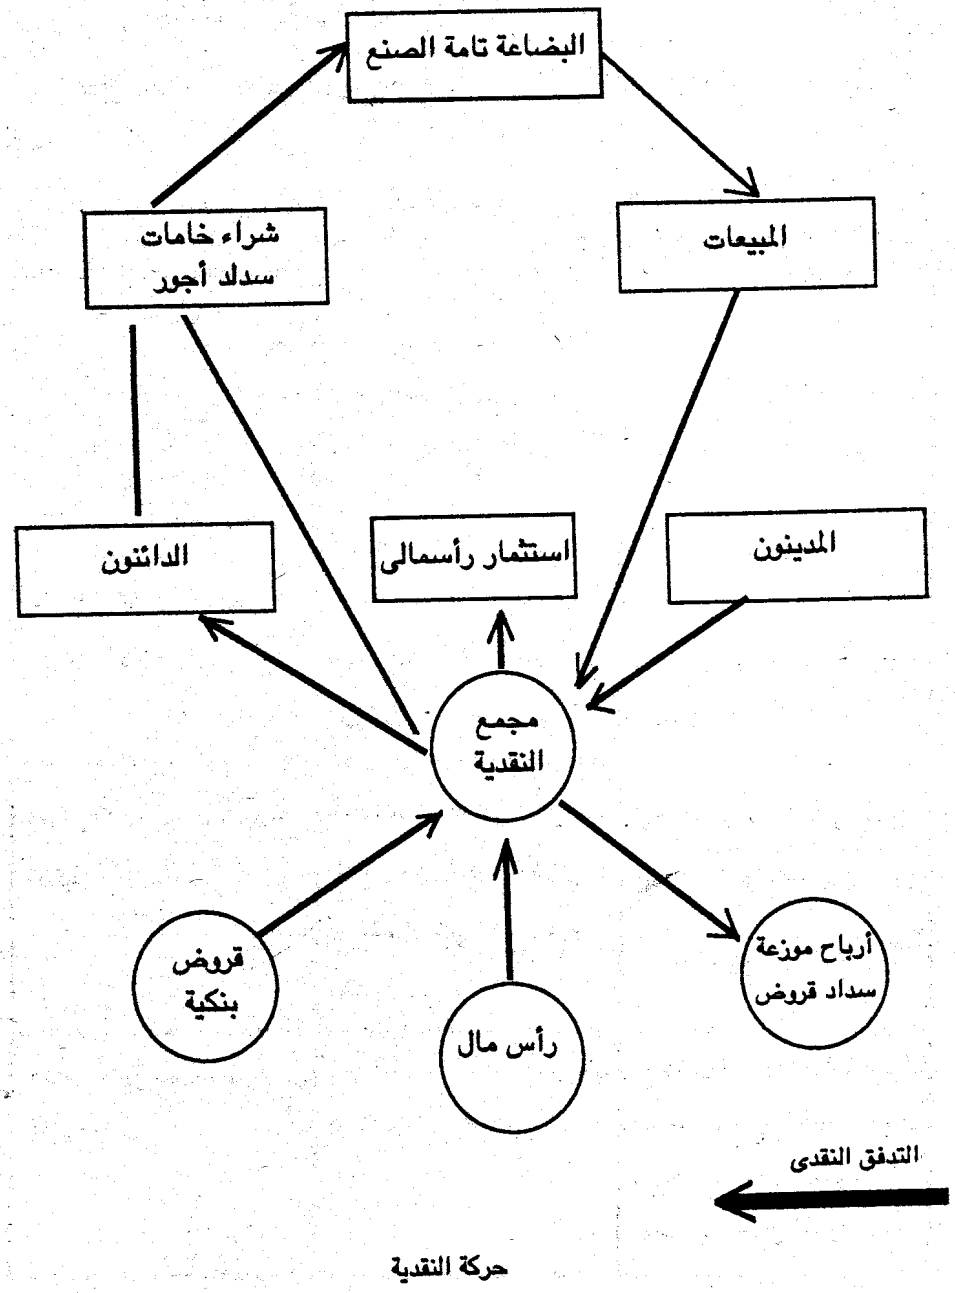 البضاعة تامة الصنع
شراء خامات
سدلد أجور
المبيعات
الدائنون
استثمار رأسمالى
المدينون
مجمع
النقدية
قروض
بنكية
رأس مال
أرباح موزعة
سداد قروض
التدفق النقدى
حركة النقدية